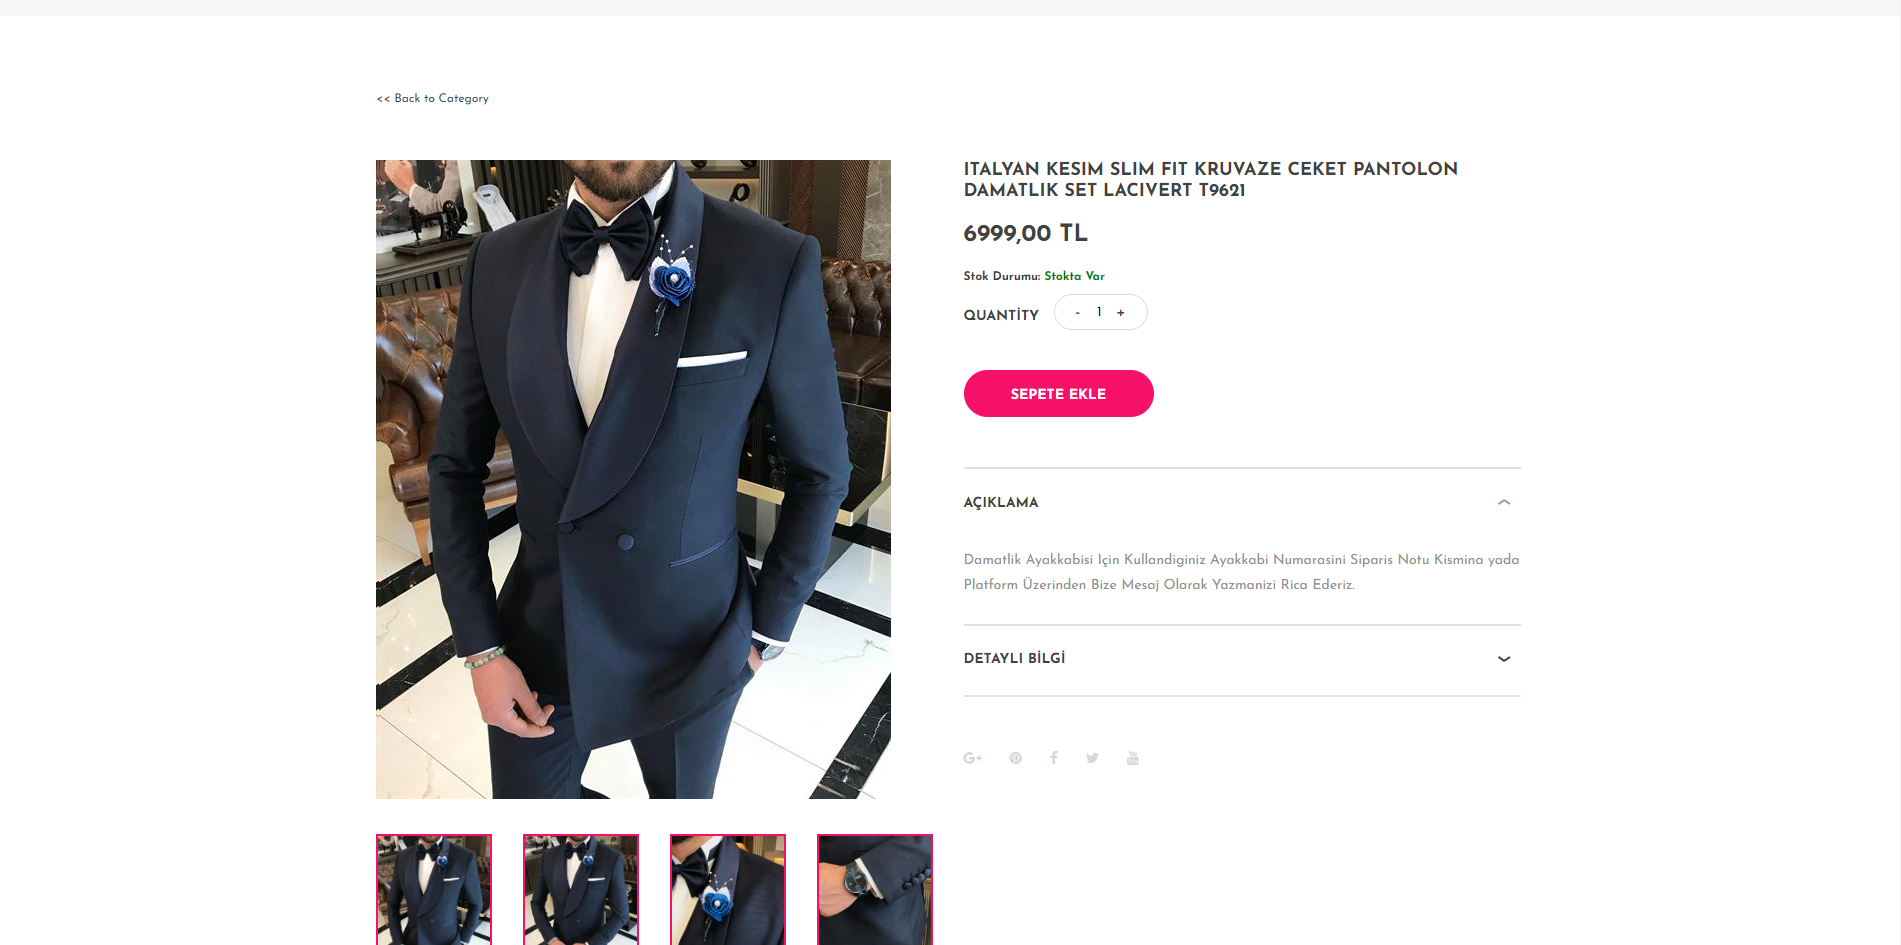 << Back to Category
ITALYAN KESIM SLIM FIT KRUVAZE CEKET PANTOLON
DAMATLIK SET LACIVERT T9621
6999,00 TL
Stok Durumu: Stokta Var
QUANTİTY - 1 +
SEPETE EKLE
AÇIKLAMA
Damatlik Ayakkabisi Için Kullandiginiz Ayakkabi Numarasini Siparis Notu Kismina yada
Platform Üzerinden Bize Mesaj Olarak Yazmanizi Rica Ederiz.
DETAYLI BİLGİ